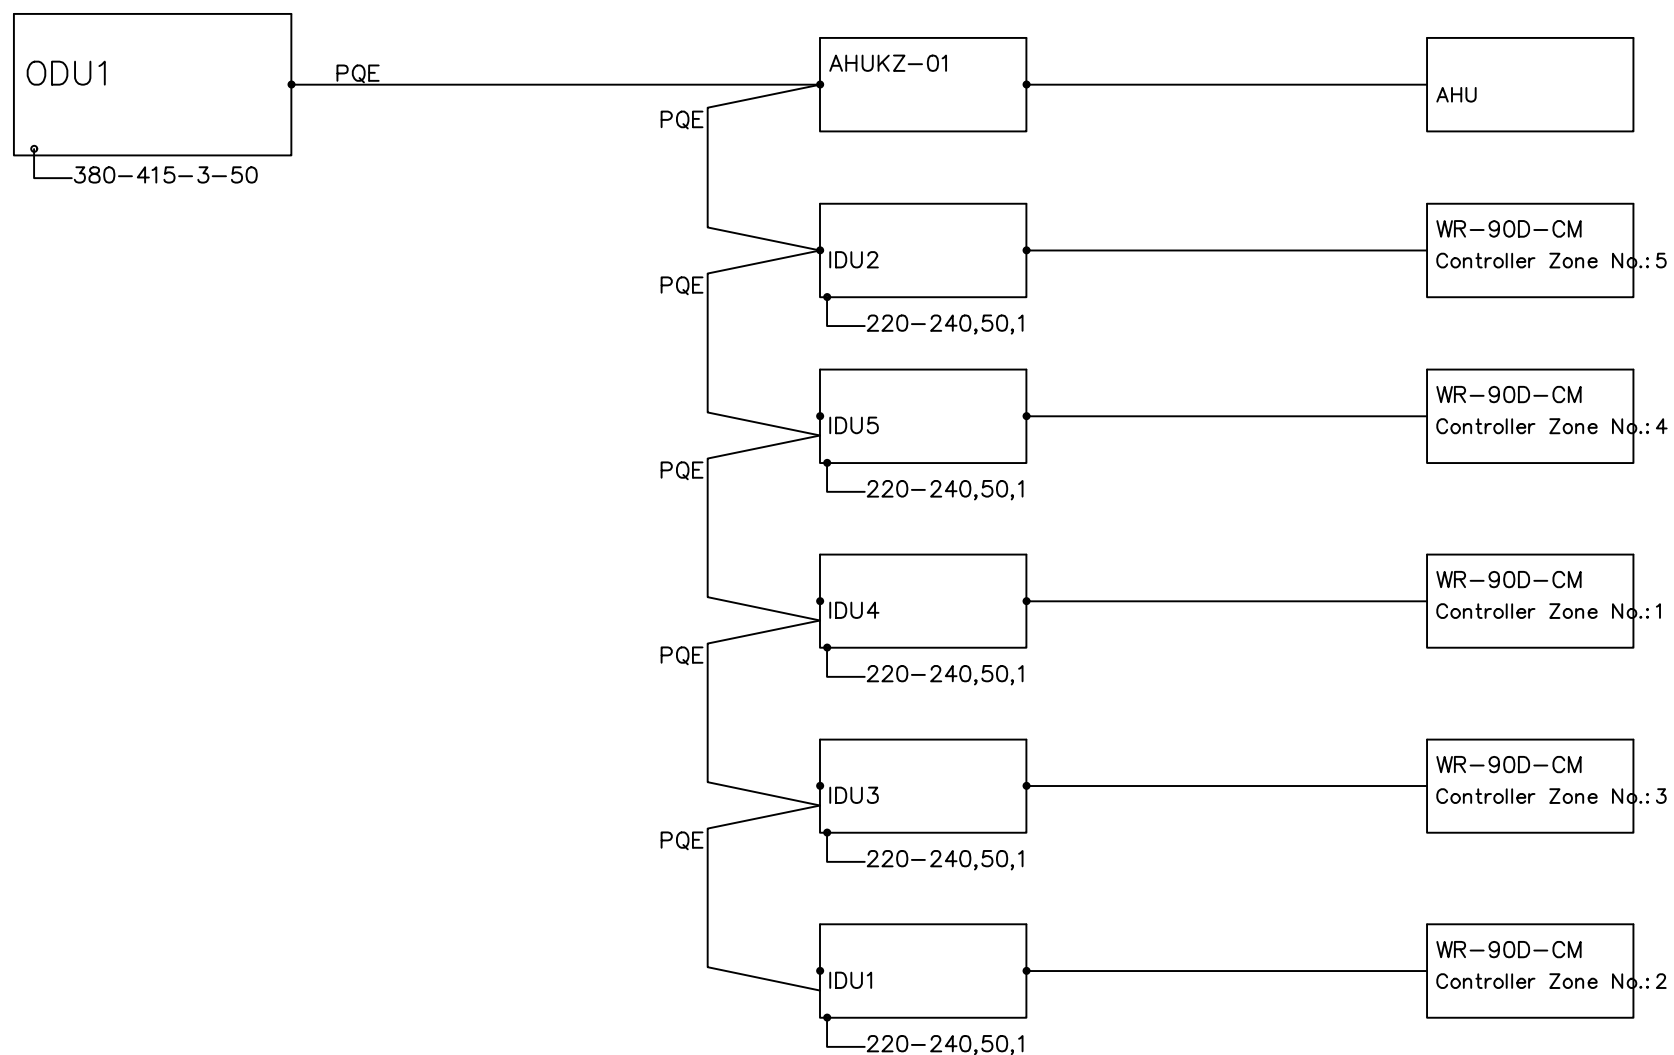 ODU1
PQE
AHUKZ-01
AHU
PQE
380-415-3-50
IDU2
WR-90D-CM
Controller Zone No.:5
PQE
220-240,50,1
IDU5
WR-90D-CM
Controller Zone No.:4
PQE
220-240,50,1
IDU4
WR-90D-CM
Controller Zone No.:1
PQE
220-240,50,1
IDU3
WR-90D-CM
Controller Zone No.:3
PQE
220-240,50,1
IDU1
WR-90D-CM
Controller Zone No.:2
220-240,50,1